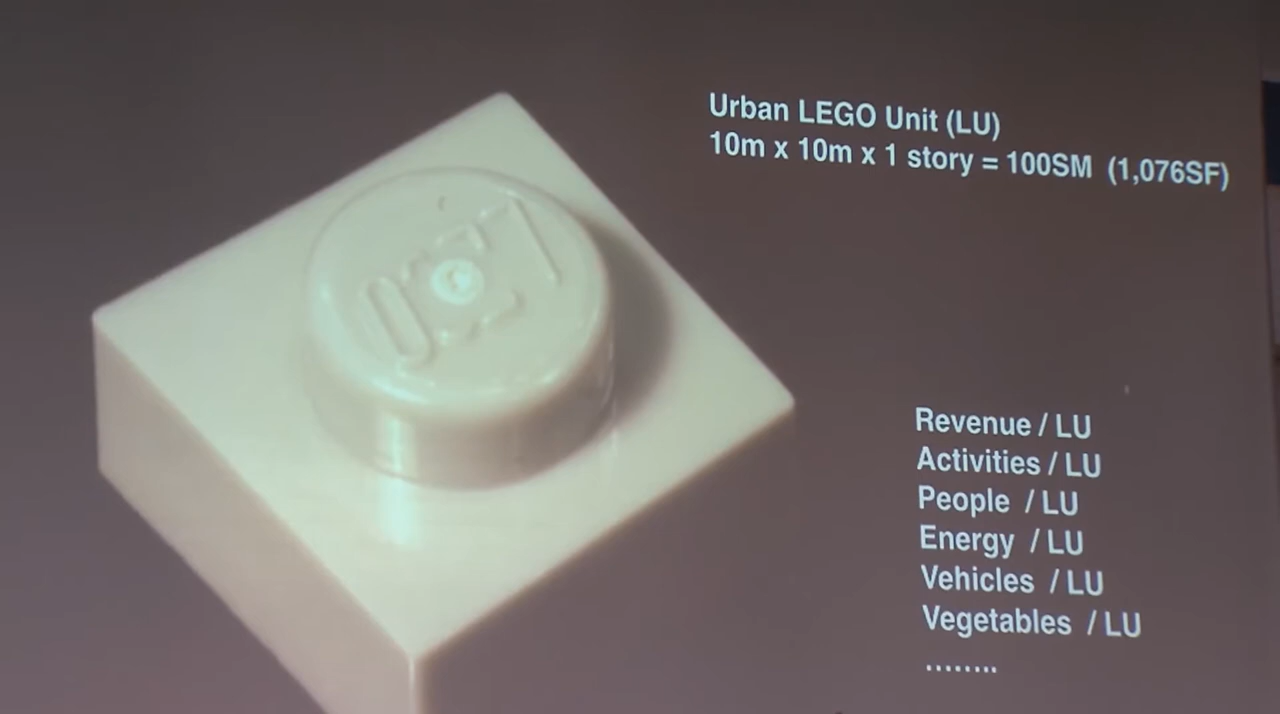 Urban LEGO Unit (LU)
10m x 10m x 1 story = 100SM (1,076SF)
LEGO
Revenue / LU
Activities / LU
People / LU
Energy / LU
Vehicles / LU
Vegetables / LU
........